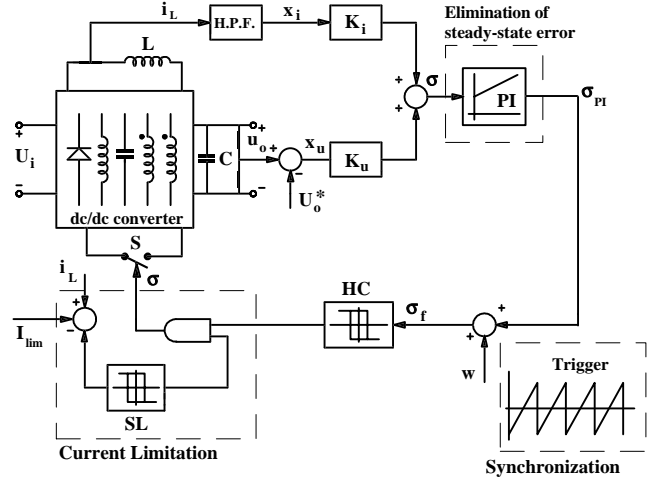 i_L
H.P.F.
x_i
K_i
Elimination of
steady-state error
L
+
+
σ
PI
σ_PI
+
U_i
−
C
+
u_o
−
+
−
x_u
K_u
U_o*
dc/dc converter
S
σ
i_L
+
−
I_lim
SL
Current Limitation
HC
σ_f
+
+
w
Trigger
Synchronization